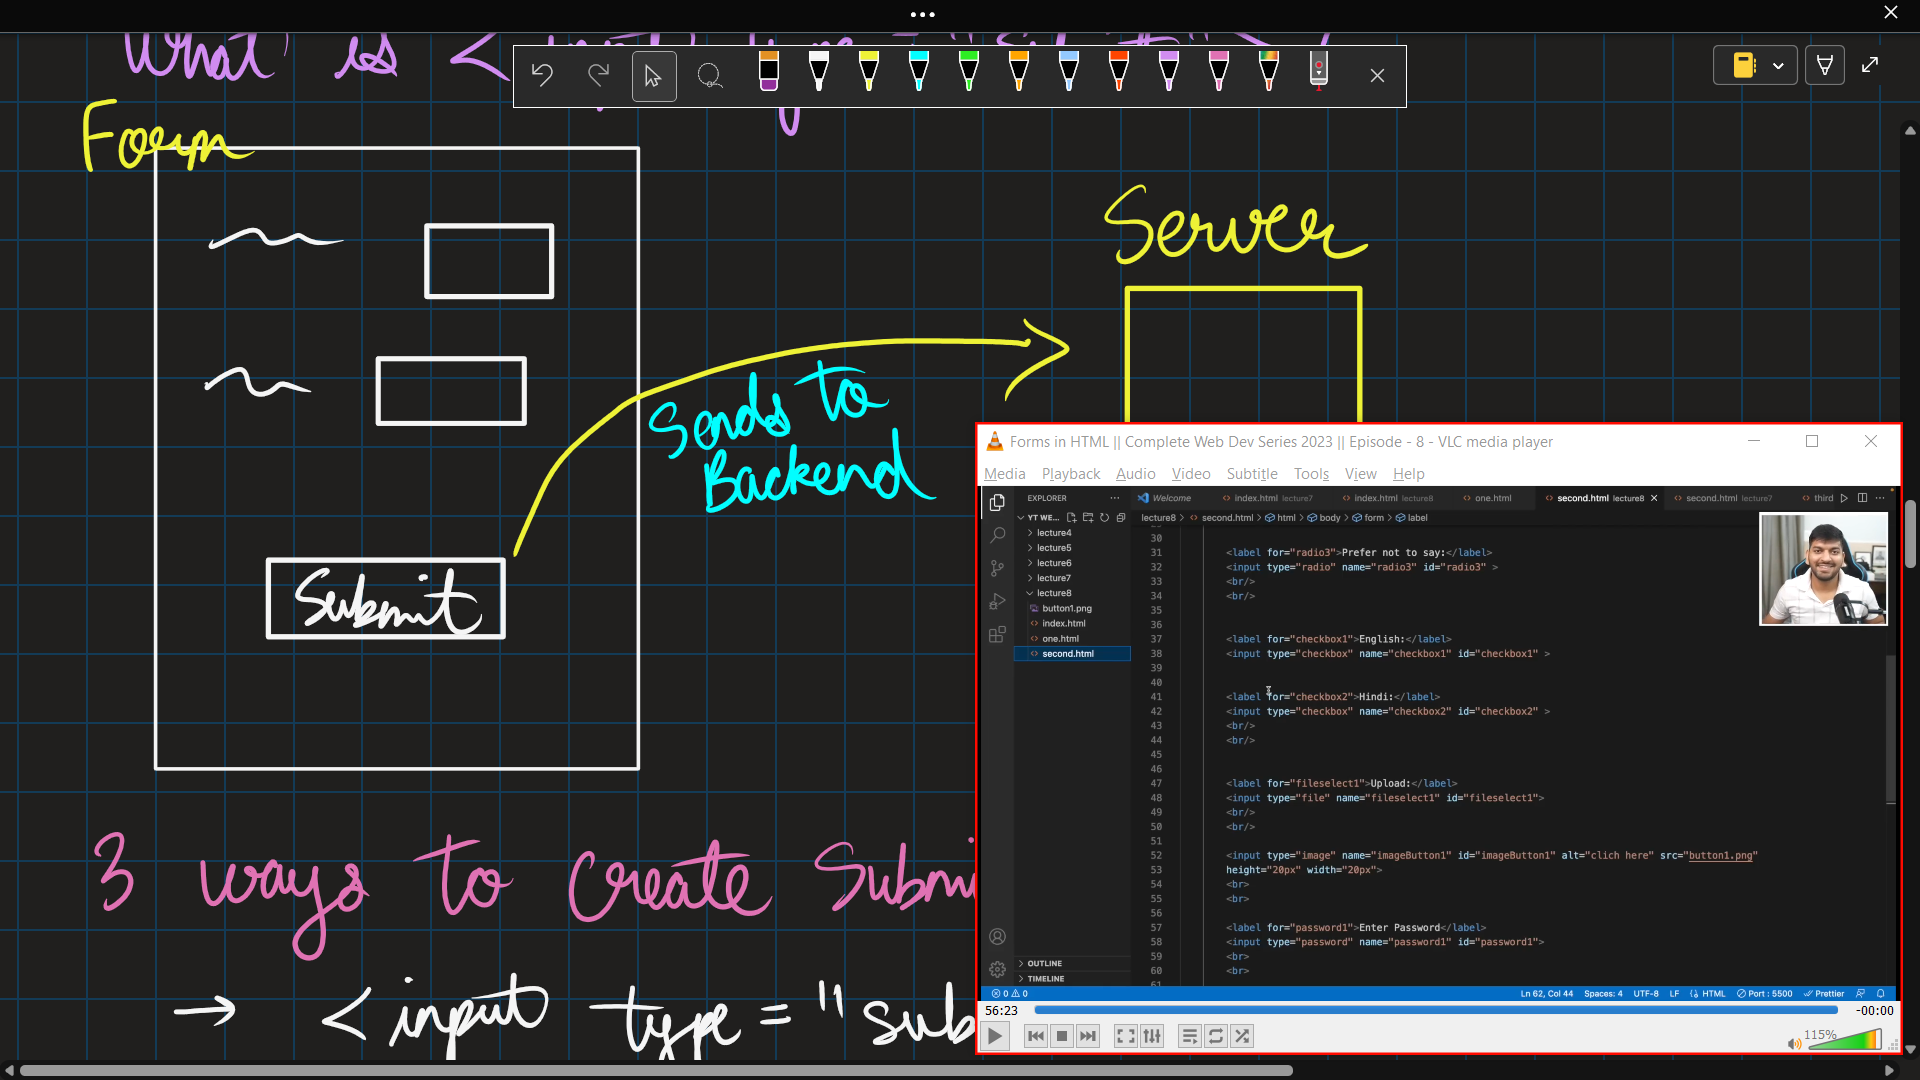 What is <
Form
Server
Sends to
Backend
Submit
3 ways to create Submi
→ <input type="sub
Forms in HTML || Complete Web Dev Series 2023 || Episode - 8 - VLC media player
Media Playback Audio Video Subtitle Tools View Help
EXPLORER
YT WE...
lecture4
lecture5
lecture6
lecture7
lecture8
button1.png
index.html
one.html
second.html
OUTLINE
TIMELINE
Welcome index.html lecture7 index.html lecture8 one.html second.html lecture8 second.html lecture7 third
lecture8 > second.html > html > body > form > label
30
31 <label for="radio3">Prefer not to say:</label>
32 <input type="radio" name="radio3" id="radio3" >
33 <br/>
34 <br/>
35
36
37 <label for="checkbox1">English:</label>
38 <input type="checkbox" name="checkbox1" id="checkbox1" >
39
40
41 <label for="checkbox2">Hindi:</label>
42 <input type="checkbox" name="checkbox2" id="checkbox2" >
43 <br/>
44 <br/>
45
46
47 <label for="fileselect1">Upload:</label>
48 <input type="file" name="fileselect1" id="fileselect1">
49 <br/>
50 <br/>
51
52 <input type="image" name="imageButton1" id="imageButton1" alt="clich here" src="button1.png"
53 height="20px" width="20px">
54 <br>
55 <br>
56
57 <label for="password1">Enter Password</label>
58 <input type="password" name="password1" id="password1">
59 <br>
60 <br>
61
0 0 Ln 62, Col 44 Spaces: 4 UTF-8 LF HTML Port : 5500 Prettier
56:23 -00:00
115%